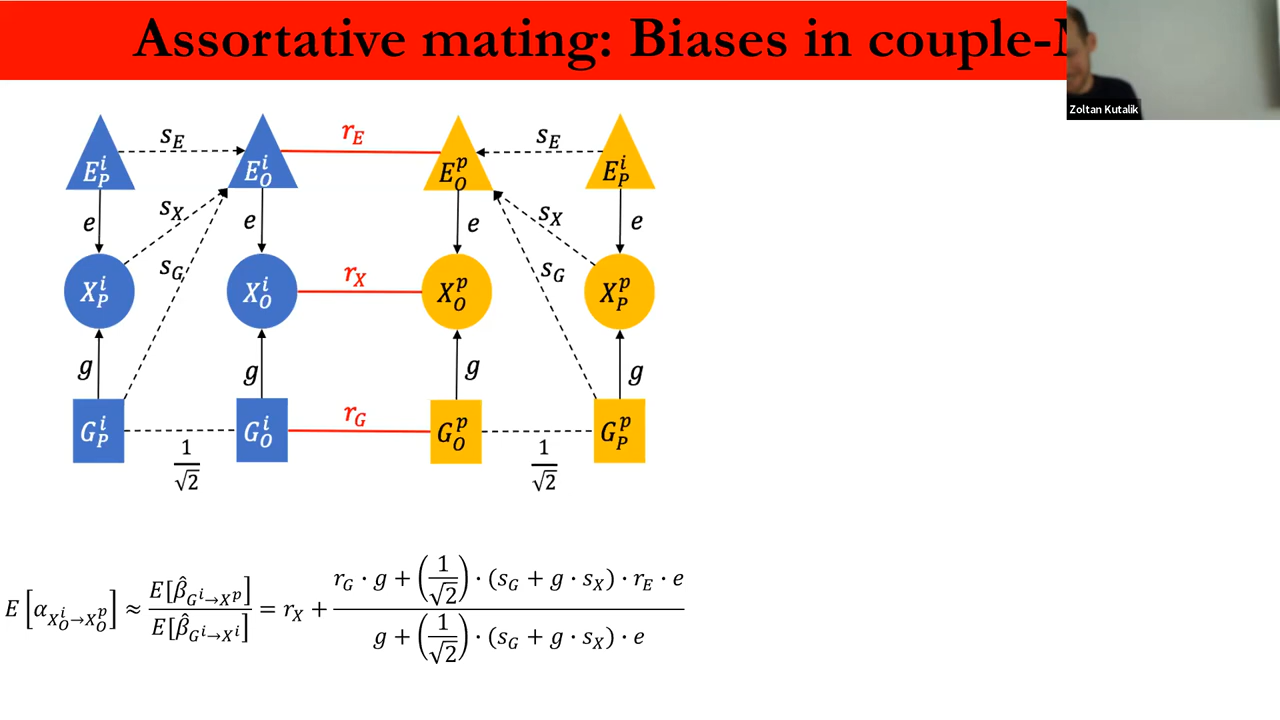 Assortative mating: Biases in couple-
Zoltan Kutalik
s_E r_E s_E
E_P^i E_O^i E_O^p E_P^i
e s_X e e s_X e
s_G s_G
X_P^i X_O^i r_X X_O^p X_P^p
g g g g
G_P^i G_O^i r_G G_O^p G_P^p
1/√2 1/√2
E[α_{X_O^i→X_O^p}] ≈ E[β̂_{G^i→X^p}] / E[β̂_{G^i→X^i}] = r_X + (r_G · g + (1/√2) · (s_G + g · s_X) · r_E · e) / (g + (1/√2) · (s_G + g · s_X) · e)